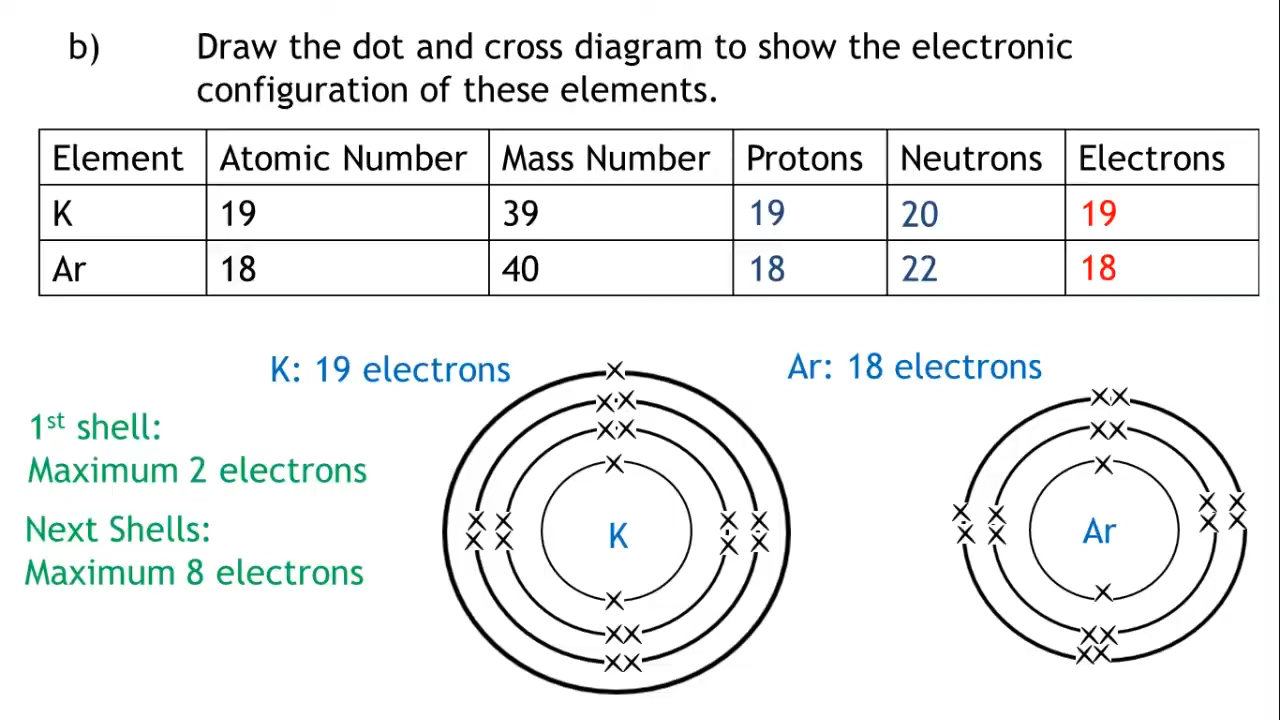 b) Draw the dot and cross diagram to show the electronic
configuration of these elements.
Element Atomic Number Mass Number Protons Neutrons Electrons
K 19 39 19 20 19
Ar 18 40 18 22 18
K: 19 electrons
Ar: 18 electrons
1st shell:
Maximum 2 electrons
Next Shells:
Maximum 8 electrons
K
Ar